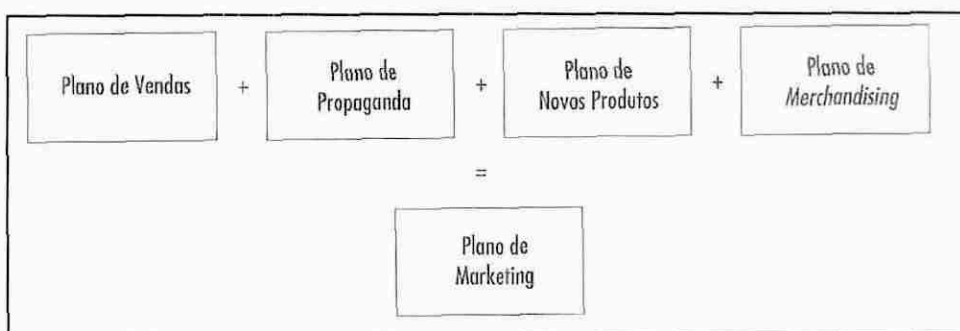 Plano de Vendas
+
Plano de
Propaganda
+
Plano de
Novos Produtos
+
Plano de
Merchandising
=
Plano de
Marketing